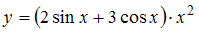 y = (2 sin x + 3 cos x) · x²